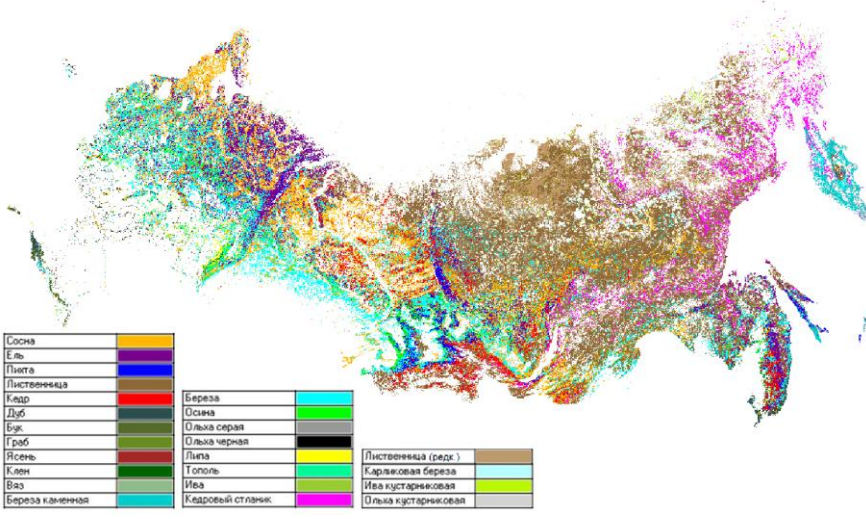 Сосна
Ель
Пихта
Лиственница
Кедр
Дуб
Бук
Граб
Ясень
Клен
Вяз
Береза каменная
Береза
Осина
Ольха серая
Ольха черная
Липа
Тополь
Ива
Кедровый стланик
Лиственница (редк.)
Карликовая береза
Ива кустарниковая
Ольха кустарниковая